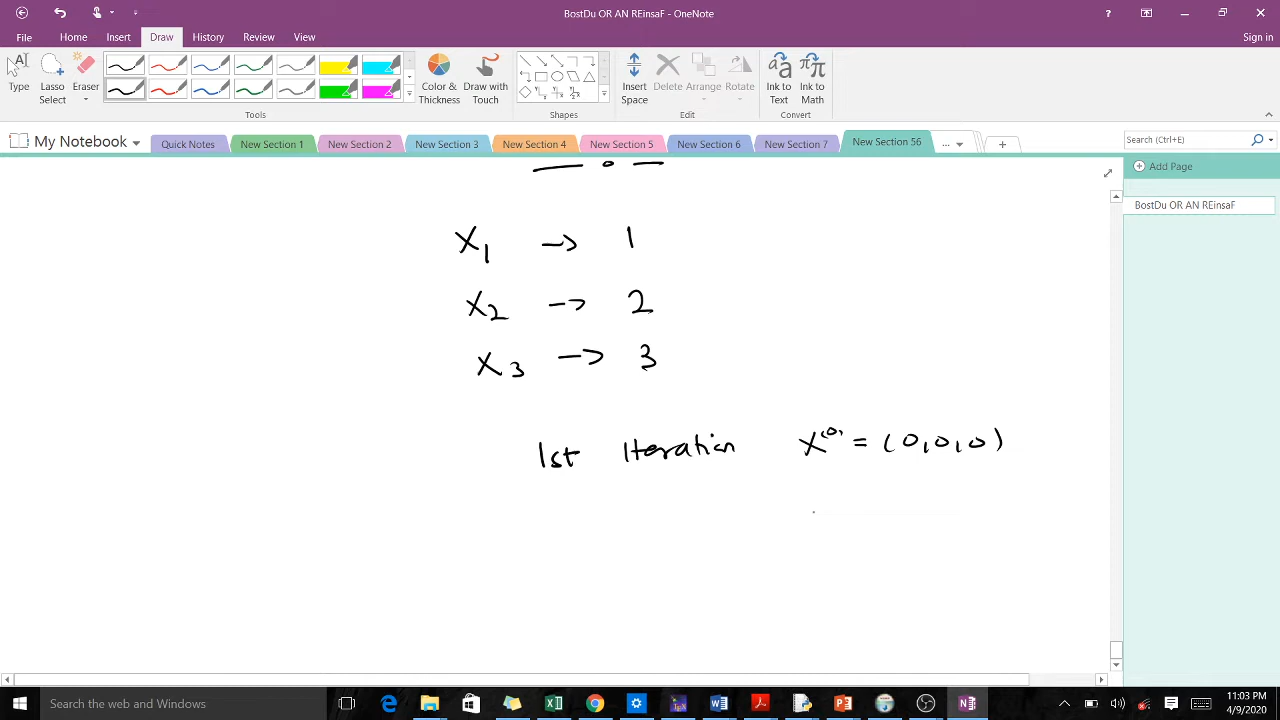 BostDu OR AN REinsaF - OneNote
File Home Insert Draw History Review View Sign in
Type Lasso Select Eraser Color & Thickness Draw with Touch Insert Space Delete Arrange Rotate Ink to Text Ink to Math
Tools Shapes Edit Convert
My Notebook Quick Notes New Section 1 New Section 2 New Section 3 New Section 4 New Section 5 New Section 6 New Section 7 New Section 56 ... + Search (Ctrl+E)
Add Page
BostDu OR AN REinsaF
X₁ → 1
X₂ → 2
X₃ → 3
1st Iteration X⁽⁰⁾ = (0,0,0)
Search the web and Windows
11:03 PM
4/9/2020